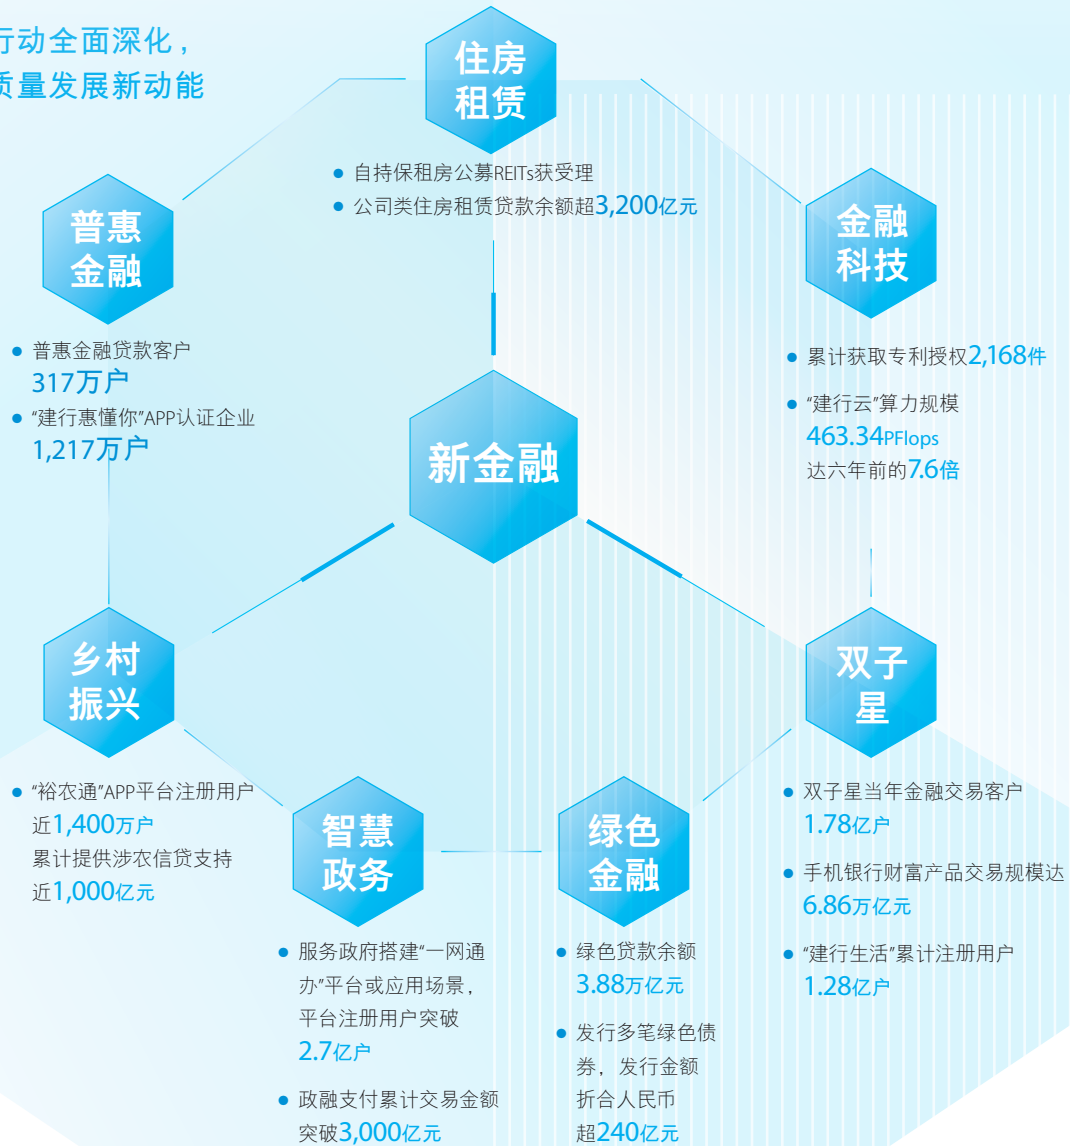 行动全面深化，
质量发展新动能
住房
租赁
● 自持保租房公募REITs获受理
● 公司类住房租赁贷款余额超3,200亿元
普惠
金融
● 普惠金融贷款客户
317万户
● “建行惠懂你”APP认证企业
1,217万户
金融
科技
● 累计获取专利授权2,168件
● “建行云”算力规模
463.34PFlops
达六年前的7.6倍
新金融
乡村
振兴
● “裕农通”APP平台注册用户
近1,400万户
累计提供涉农信贷支持
近1,000亿元
智慧
政务
● 服务政府搭建“一网通
办”平台或应用场景，
平台注册用户突破
2.7亿户
● 政融支付累计交易金额
突破3,000亿元
绿色
金融
● 绿色贷款余额
3.88万亿元
● 发行多笔绿色债
券，发行金额
折合人民币
超240亿元
双子
星
● 双子星当年金融交易客户
1.78亿户
● 手机银行财富产品交易规模达
6.86万亿元
● “建行生活”累计注册用户
1.28亿户